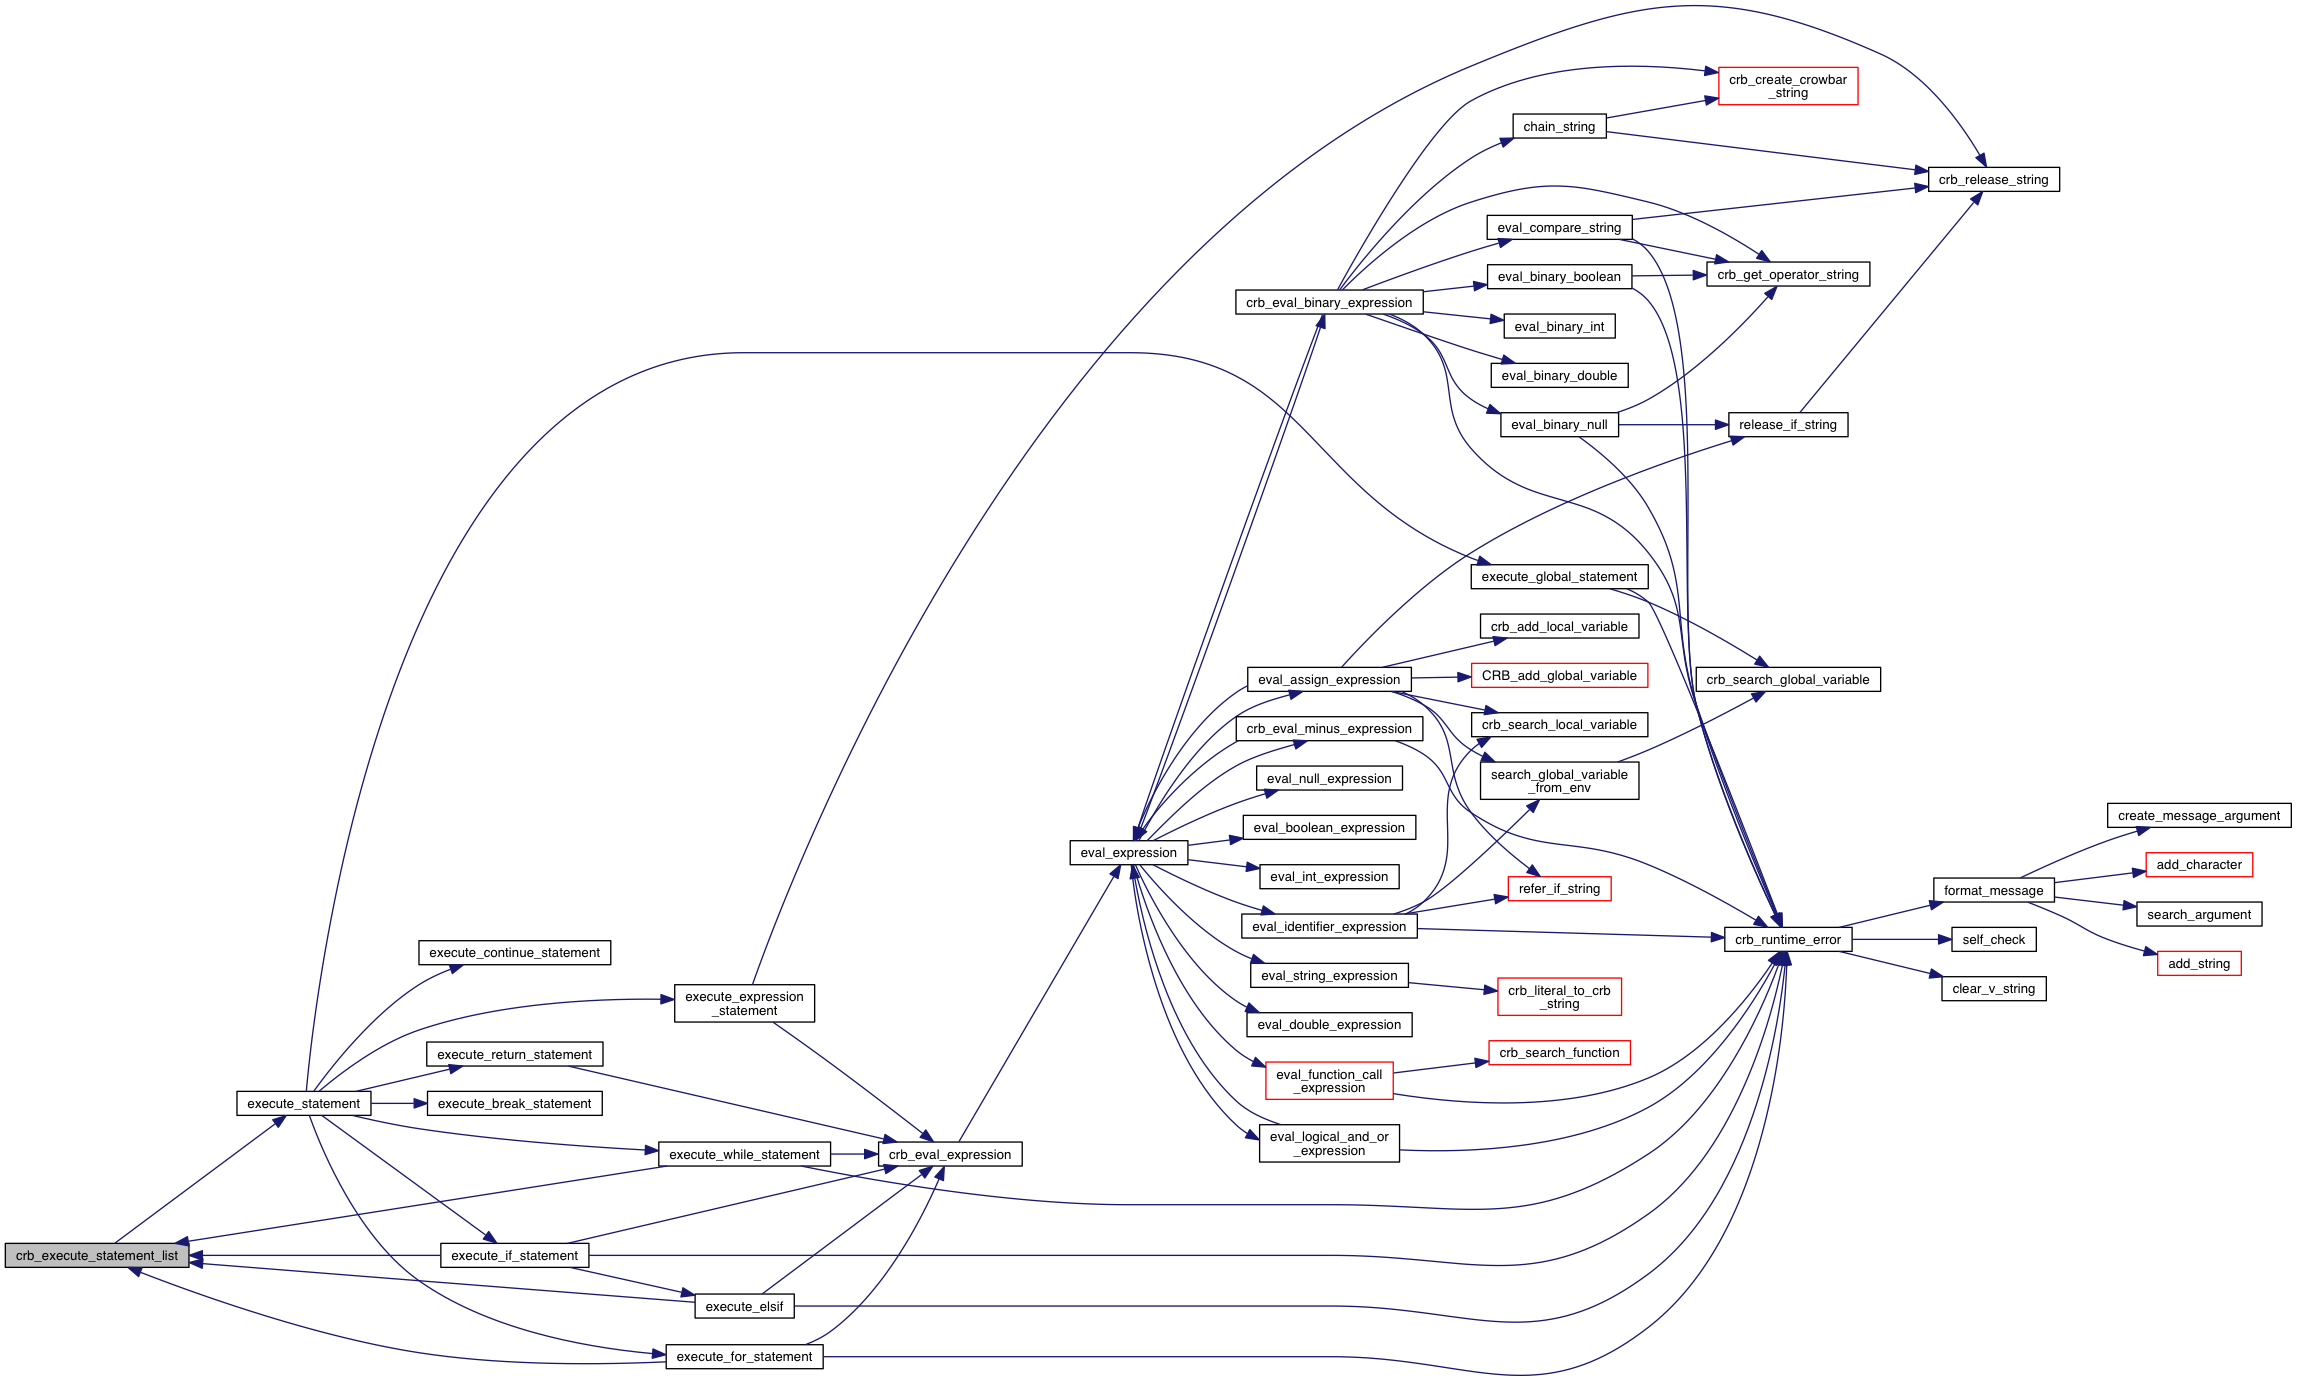 crb_create_crowbar
_string
chain_string
crb_release_string
eval_compare_string
crb_get_operator_string
eval_binary_boolean
crb_eval_binary_expression
eval_binary_int
eval_binary_double
eval_binary_null
release_if_string
execute_global_statement
crb_add_local_variable
eval_assign_expression
CRB_add_global_variable
crb_search_global_variable
crb_eval_minus_expression
crb_search_local_variable
eval_null_expression
search_global_variable
_from_env
create_message_argument
eval_boolean_expression
eval_expression
add_character
eval_int_expression
refer_if_string
format_message
search_argument
eval_identifier_expression
crb_runtime_error
self_check
execute_continue_statement
add_string
eval_string_expression
clear_v_string
crb_literal_to_crb
_string
execute_expression
_statement
eval_double_expression
execute_return_statement
crb_search_function
eval_function_call
_expression
execute_statement
execute_break_statement
eval_logical_and_or
_expression
execute_while_statement
crb_eval_expression
crb_execute_statement_list
execute_if_statement
execute_elsif
execute_for_statement